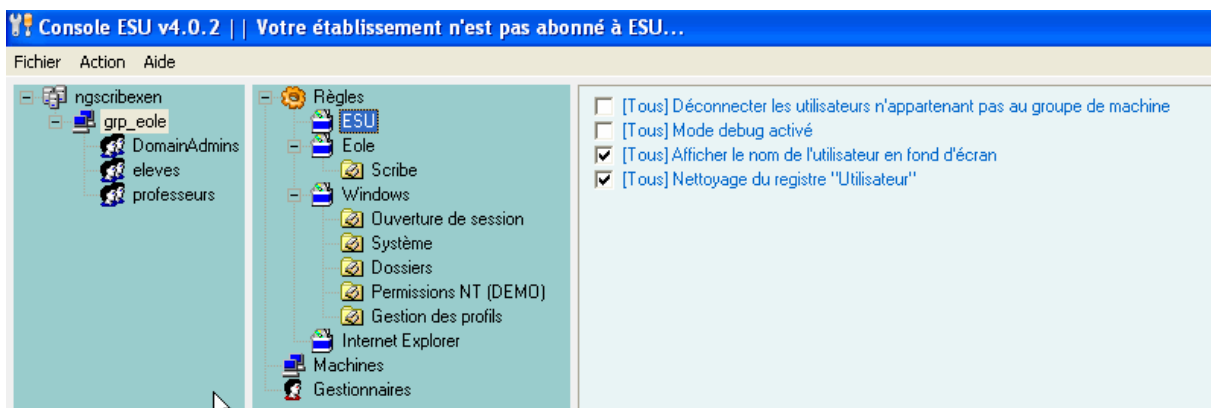 Console ESU v4.0.2 || Votre établissement n'est pas abonné à ESU...
Fichier Action Aide
ngscribexen
grp_eole
DomainAdmins
eleves
professeurs
Règles
ESU
Eole
Scribe
Windows
Ouverture de session
Système
Dossiers
Permissions NT (DEMO)
Gestion des profils
Internet Explorer
Machines
Gestionnaires
[Tous] Déconnecter les utilisateurs n'appartenant pas au groupe de machine
[Tous] Mode debug activé
[Tous] Afficher le nom de l'utilisateur en fond d'écran
[Tous] Nettoyage du registre "Utilisateur"